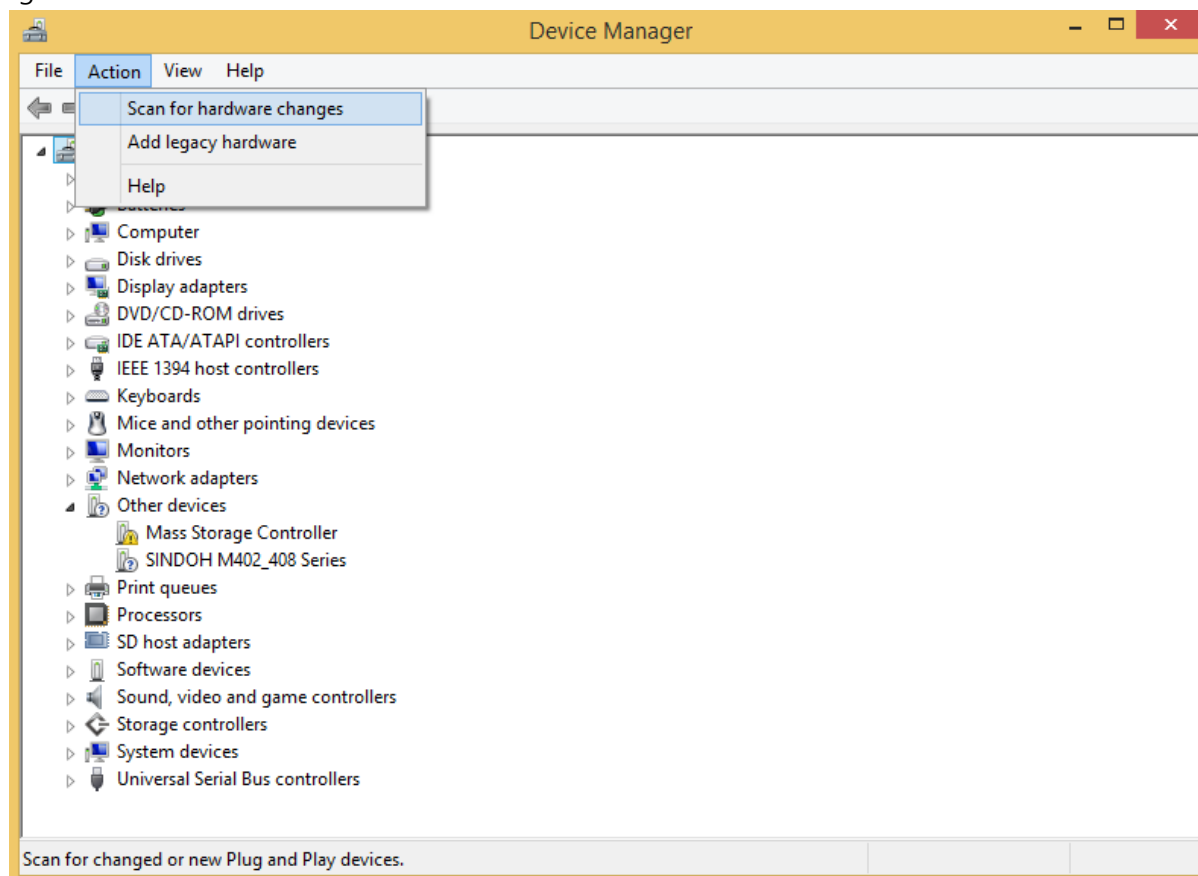 Device Manager
File Action View Help
Scan for hardware changes
Add legacy hardware
Help
Batteries
Computer
Disk drives
Display adapters
DVD/CD-ROM drives
IDE ATA/ATAPI controllers
IEEE 1394 host controllers
Keyboards
Mice and other pointing devices
Monitors
Network adapters
Other devices
Mass Storage Controller
SINDOH M402_408 Series
Print queues
Processors
SD host adapters
Software devices
Sound, video and game controllers
Storage controllers
System devices
Universal Serial Bus controllers
Scan for changed or new Plug and Play devices.